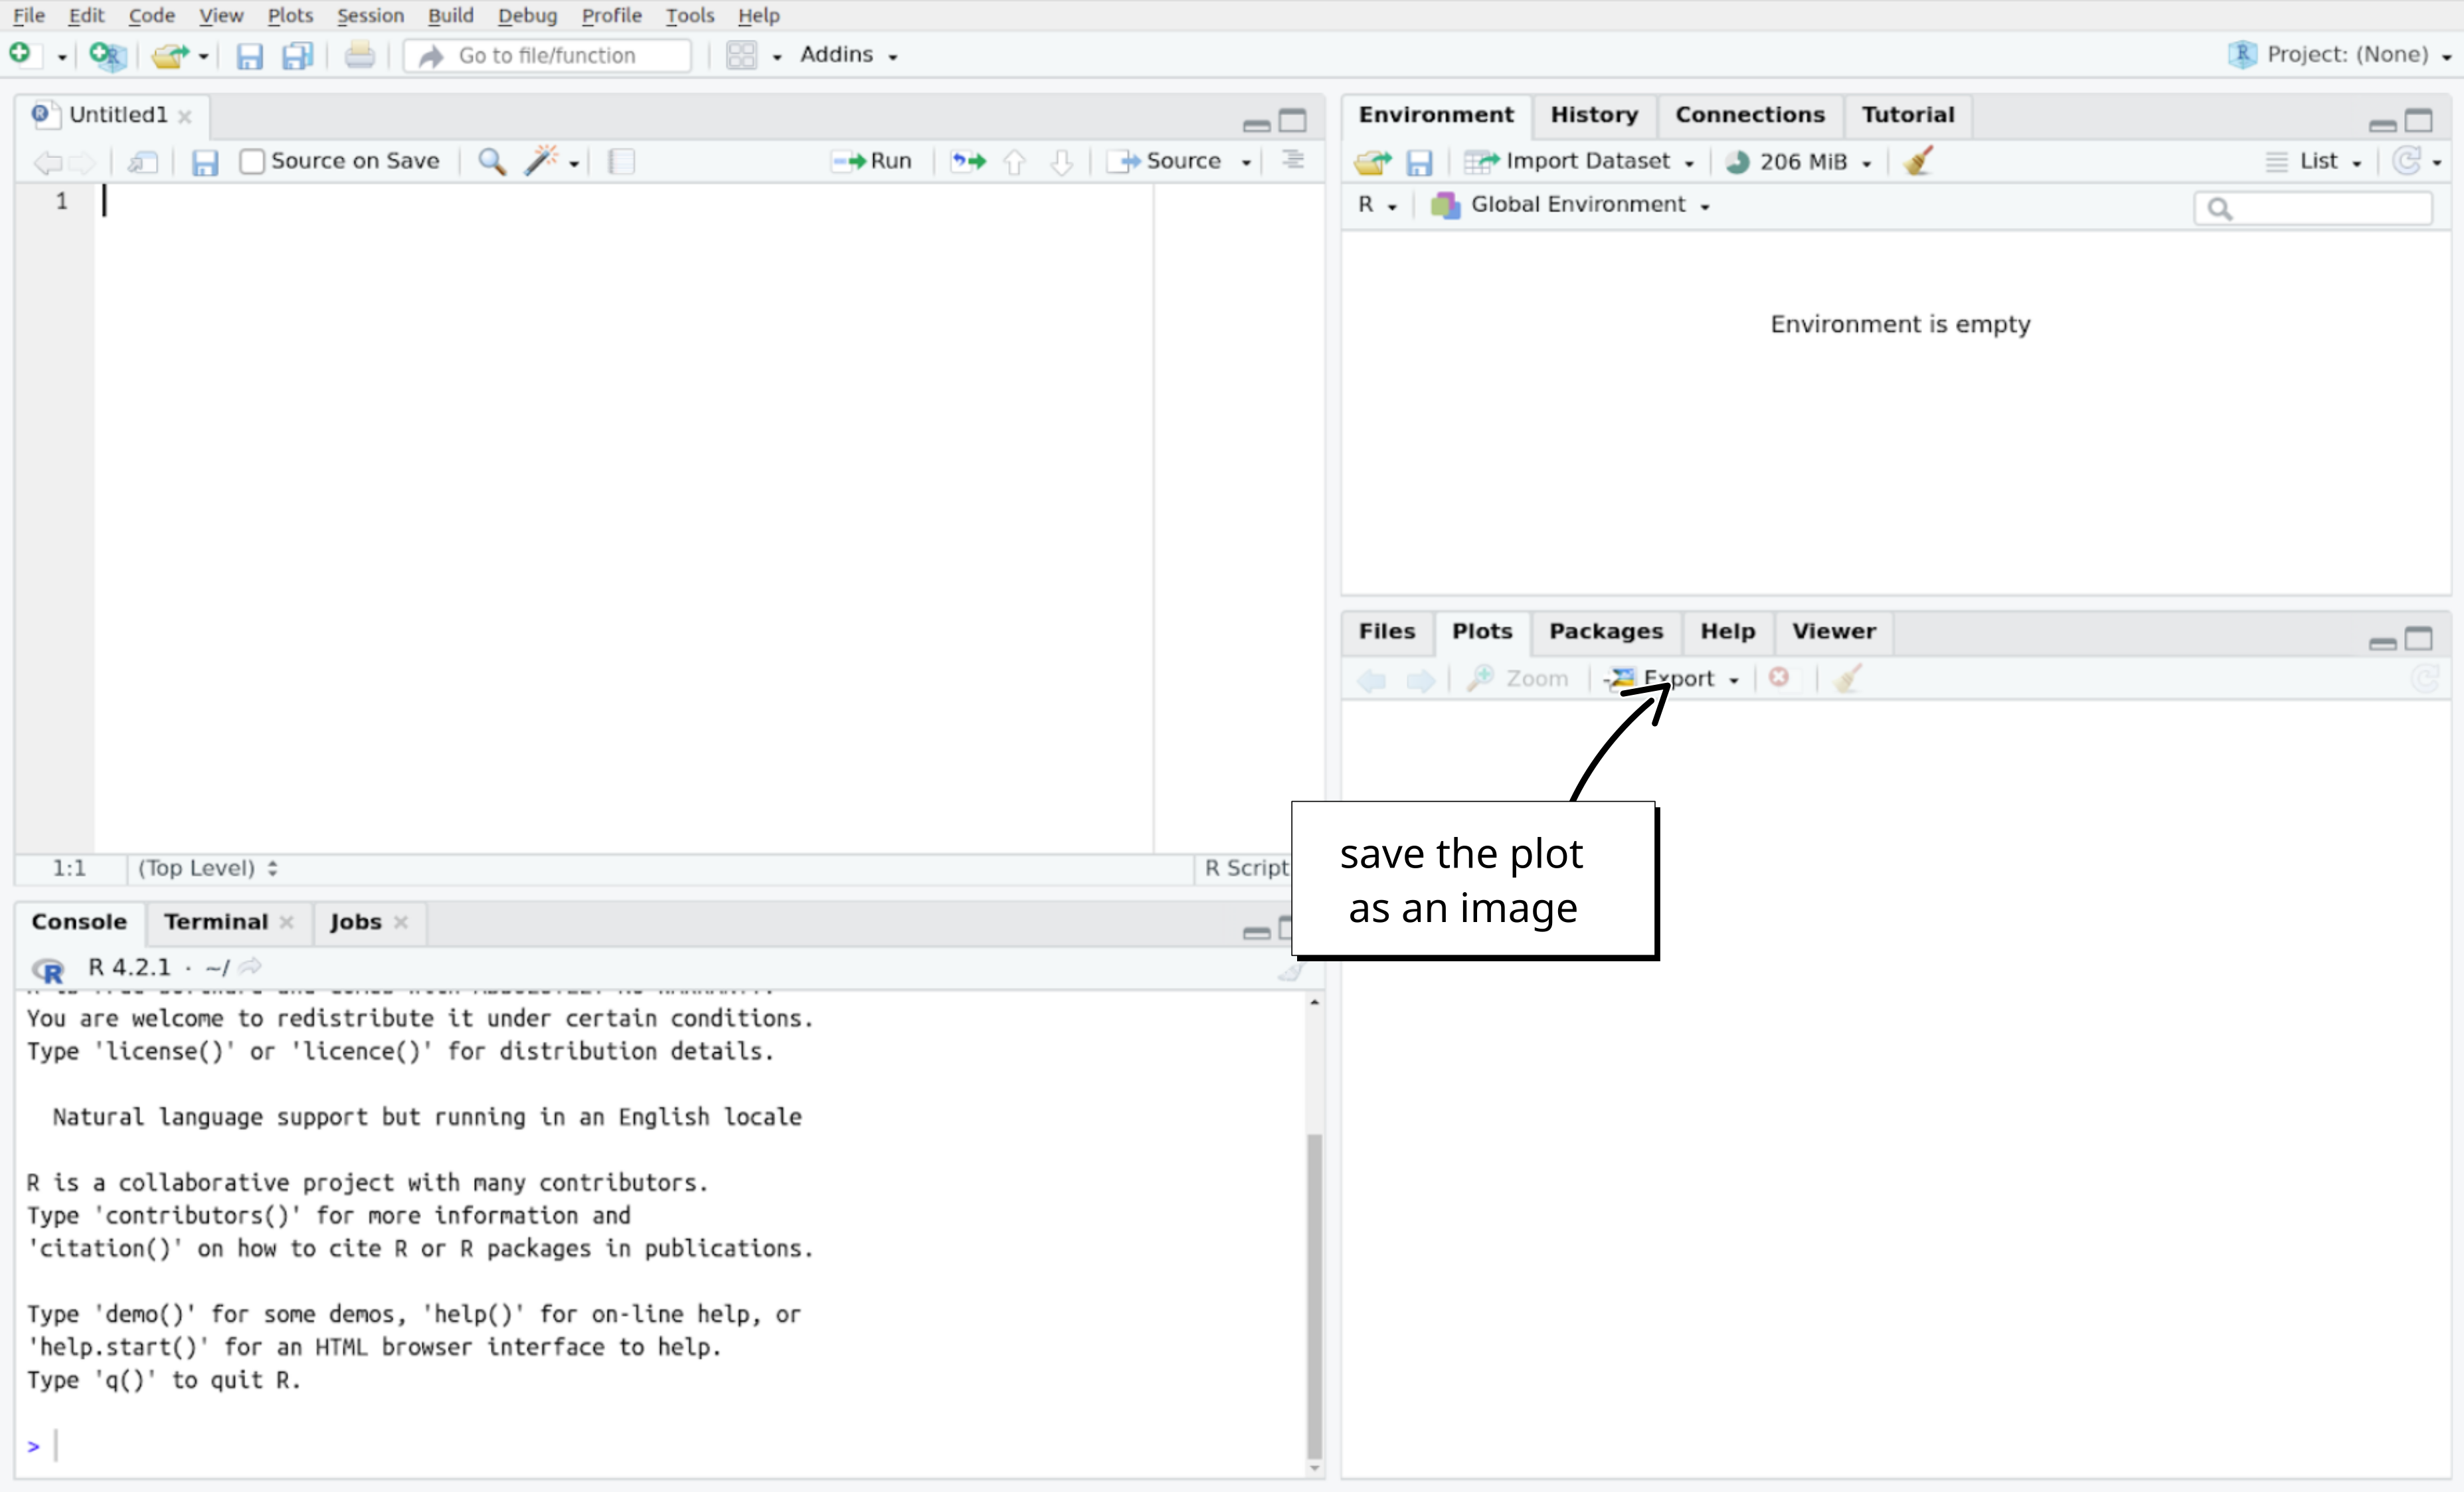 File Edit Code View Plots Session Build Debug Profile Tools Help
Go to file/function Addins Project: (None)
Untitled1
Source on Save Run Source
1
1:1 (Top Level) R Script
Console Terminal Jobs
R 4.2.1 · ~/
You are welcome to redistribute it under certain conditions.
Type 'license()' or 'licence()' for distribution details.
Natural language support but running in an English locale
R is a collaborative project with many contributors.
Type 'contributors()' for more information and
'citation()' on how to cite R or R packages in publications.
Type 'demo()' for some demos, 'help()' for on-line help, or
'help.start()' for an HTML browser interface to help.
Type 'q()' to quit R.
>
Environment History Connections Tutorial
Import Dataset 206 MiB List
R Global Environment
Environment is empty
Files Plots Packages Help Viewer
Zoom Export
save the plot
as an image